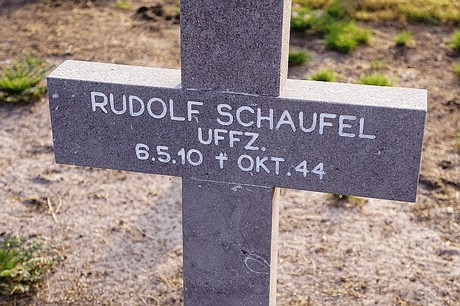 RUDOLF SCHAUFEL
UFFZ.
6.5.10 ✝ OKT.44